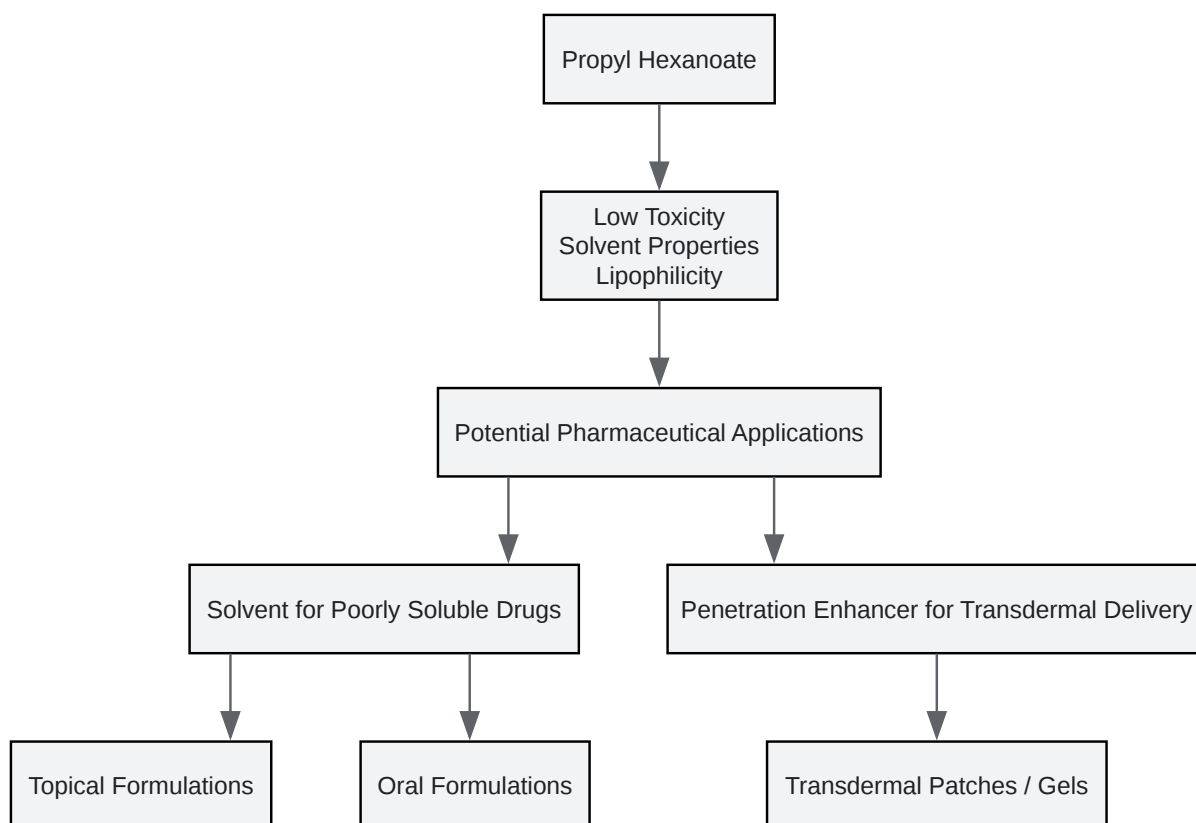 Propyl Hexanoate
Low Toxicity
Solvent Properties
Lipophilicity
Potential Pharmaceutical Applications
Solvent for Poorly Soluble Drugs
Penetration Enhancer for Transdermal Delivery
Topical Formulations
Oral Formulations
Transdermal Patches / Gels